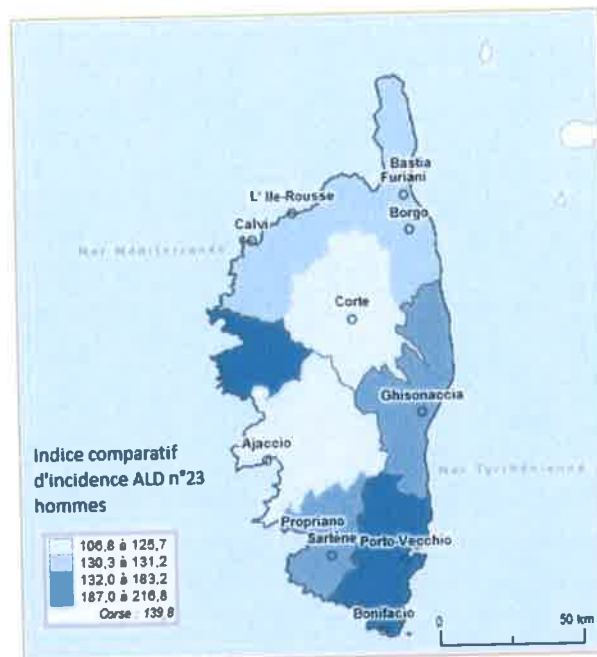 Bastia
Furiani
L' Ile-Rousse
Borgo
Calvi
Mer Méditerranée
Corte
Ghisonaccia
Ajaccio
Mer Tyrrhénienne
Indice comparatif
d'incidence ALD n°23
hommes
Propriano
Sartène
Porto-Vecchio
Bonifacio
106,8 à 125,7
130,3 à 131,2
132,0 à 183,2
187,0 à 216,8
Corse : 139,8
0 50 km